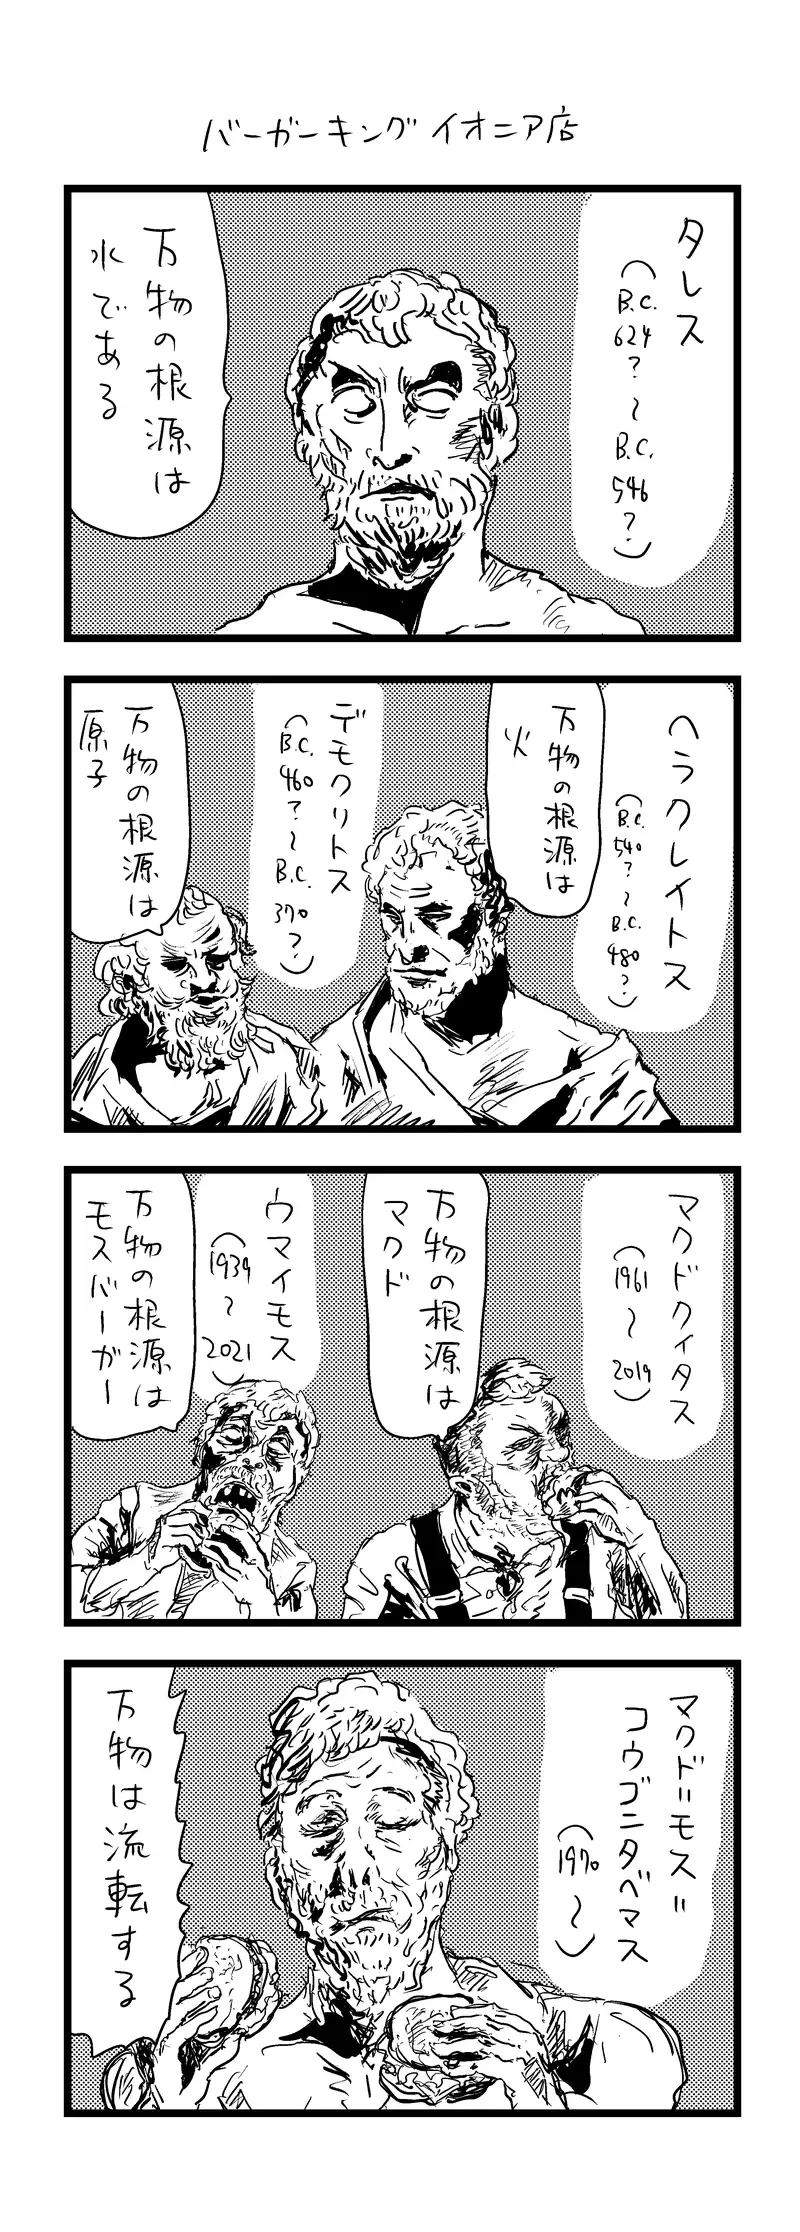 バーガーキング イオニア店
タレス
(B.C.624?~B.C.546?)
万物の根源は
水である
ヘラクレイトス
(B.C.540?~B.C.480?)
万物の根源は
火
デモクリトス
(B.C.460?~B.C.370?)
万物の根源は
原子
マクドクイタス
(1961~2019)
万物の根源は
マクド
ウマイモス
(1939~2021)
万物の根源は
モスバーガー
マクド=モス=
コウゴニタベマス
(1970~)
万物は流転する